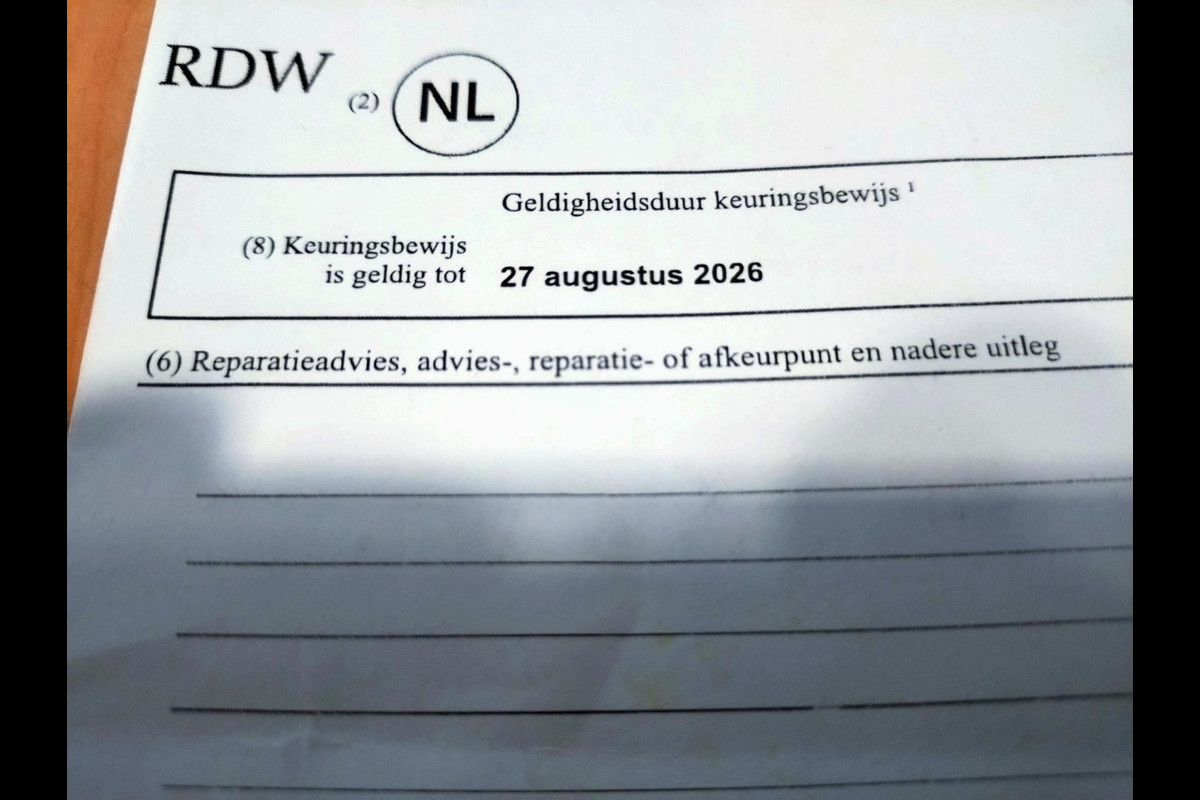 RDW (2) NL
Geldigheidsduur keuringsbewijs ¹
(8) Keuringsbewijs
is geldig tot 27 augustus 2026
(6) Reparatieadvies, advies-, reparatie- of afkeurpunt en nadere uitleg